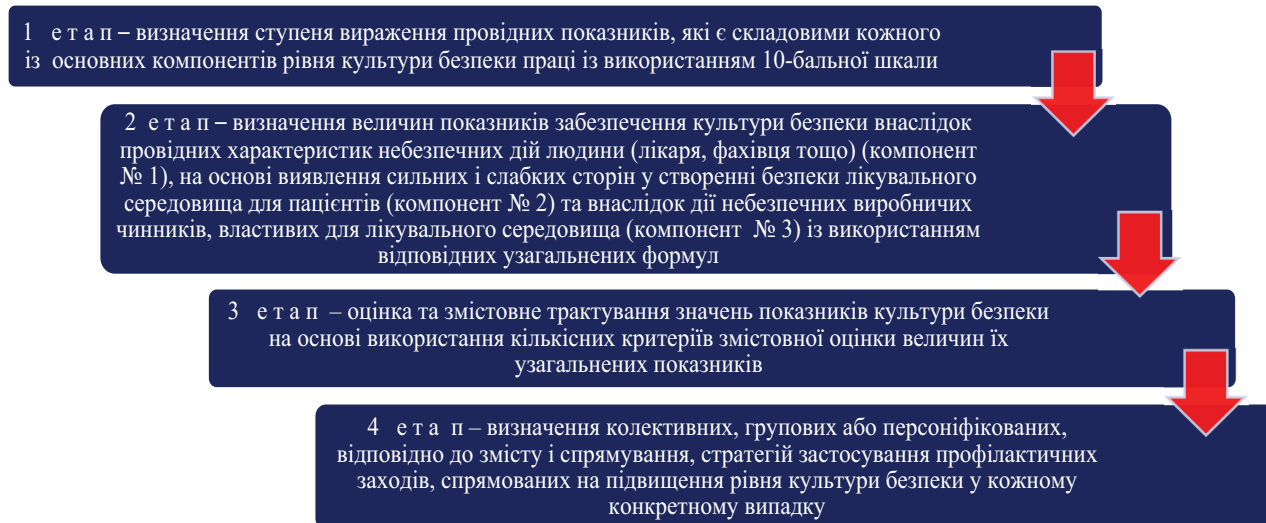 1 е т а п – визначення ступеня вираження провідних показників, які є складовими кожного
із основних компонентів рівня культури безпеки праці із використанням 10-бальної шкали
2 е т а п – визначення величин показників забезпечення культури безпеки внаслідок
провідних характеристик небезпечних дій людини (лікаря, фахівця тощо) (компонент
№ 1), на основі виявлення сильних і слабких сторін у створенні безпеки лікувального
середовища для пацієнтів (компонент № 2) та внаслідок дії небезпечних виробничих
чинників, властивих для лікувального середовища (компонент № 3) із використанням
відповідних узагальнених формул
3 е т а п – оцінка та змістовне трактування значень показників культури безпеки
на основі використання кількісних критеріїв змістовної оцінки величин їх
узагальнених показників
4 е т а п – визначення колективних, групових або персоніфікованих,
відповідно до змісту і спрямування, стратегій застосування профілактичних
заходів, спрямованих на підвищення рівня культури безпеки у кожному
конкретному випадку